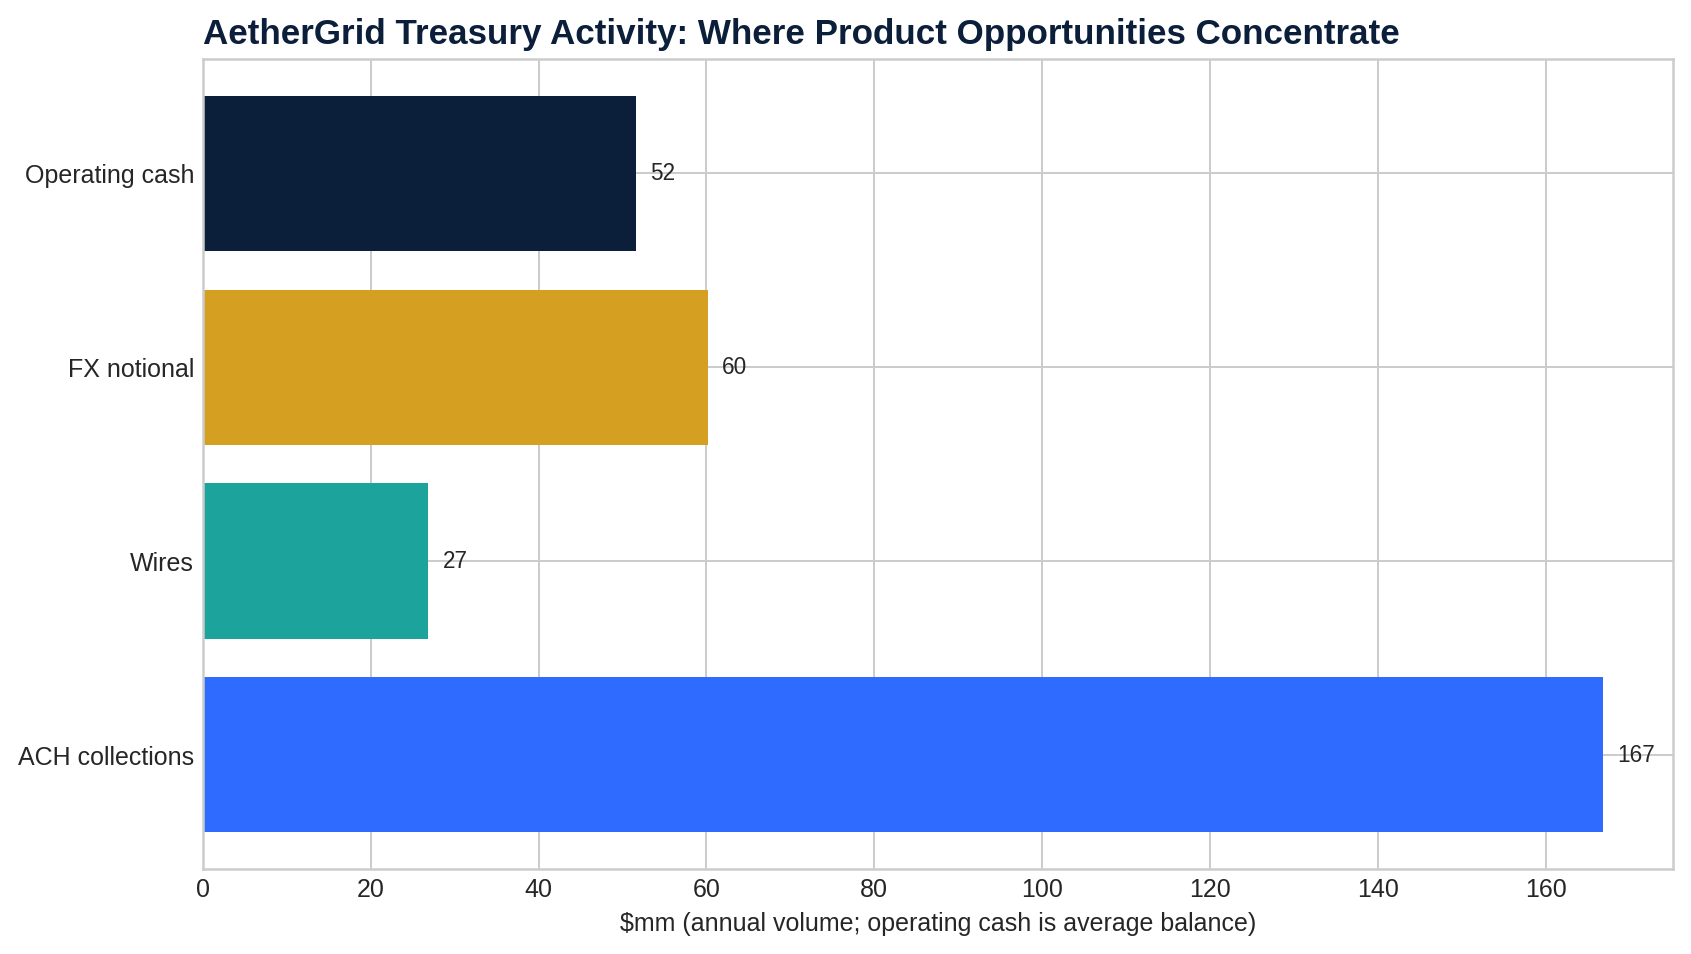 AetherGrid Treasury Activity: Where Product Opportunities Concentrate
Operating cash
52
FX notional
60
Wires
27
ACH collections
167
0 20 40 60 80 100 120 140 160
$mm (annual volume; operating cash is average balance)